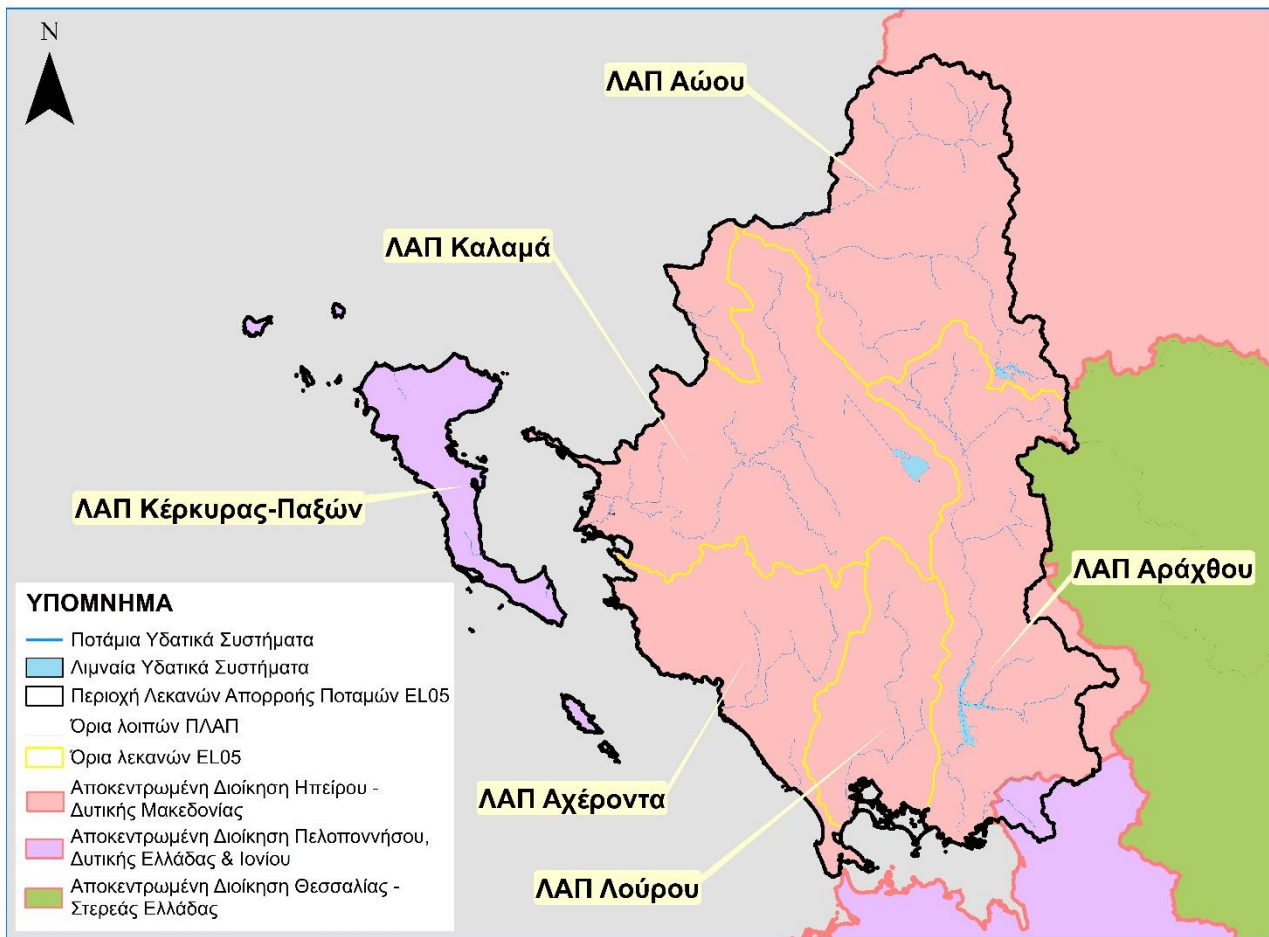 N
ΛΑΠ Αώου
ΛΑΠ Καλαμά
ΛΑΠ Κέρκυρας-Παξών
ΛΑΠ Αράχθου
ΛΑΠ Αχέροντα
ΛΑΠ Λούρου
ΥΠΟΜΝΗΜΑ
Ποτάμια Υδατικά Συστήματα
Λιμναία Υδατικά Συστήματα
Περιοχή Λεκανών Απορροής Ποταμών EL05
Όρια λοιπών ΠΛΑΠ
Όρια λεκανών EL05
Αποκεντρωμένη Διοίκηση Ηπείρου -
Δυτικής Μακεδονίας
Αποκεντρωμένη Διοίκηση Πελοποννήσου,
Δυτικής Ελλάδας & Ιονίου
Αποκεντρωμένη Διοίκηση Θεσσαλίας -
Στερεάς Ελλάδας